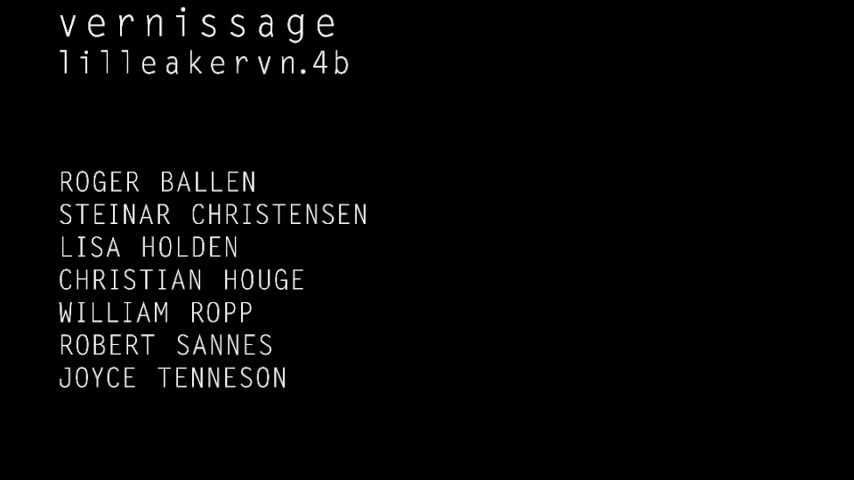 vernissage
lilleakervn.4b
ROGER BALLEN
STEINAR CHRISTENSEN
LISA HOLDEN
CHRISTIAN HOUGE
WILLIAM ROPP
ROBERT SANNES
JOYCE TENNESON